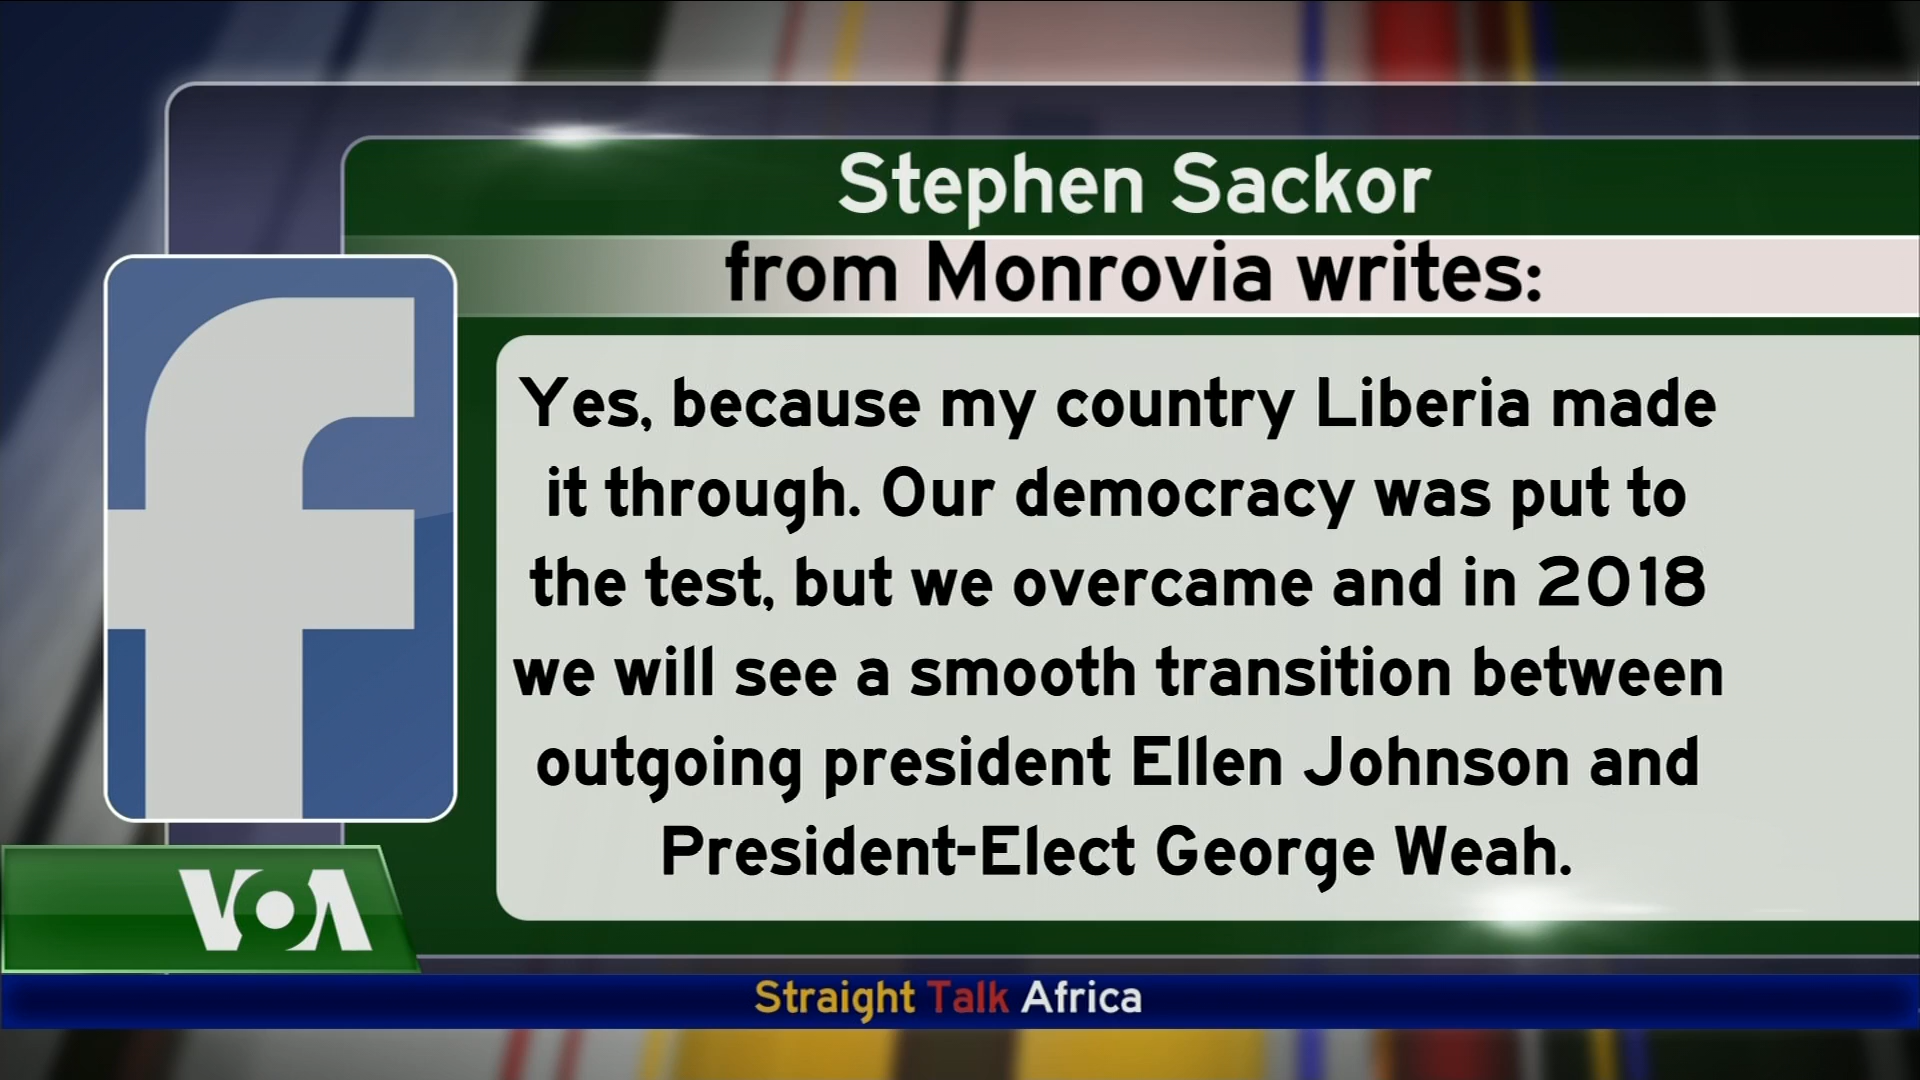 Stephen Sackor
from Monrovia writes:
Yes, because my country Liberia made
it through. Our democracy was put to
the test, but we overcame and in 2018
we will see a smooth transition between
outgoing president Ellen Johnson and
President-Elect George Weah.
VOA
Straight Talk Africa